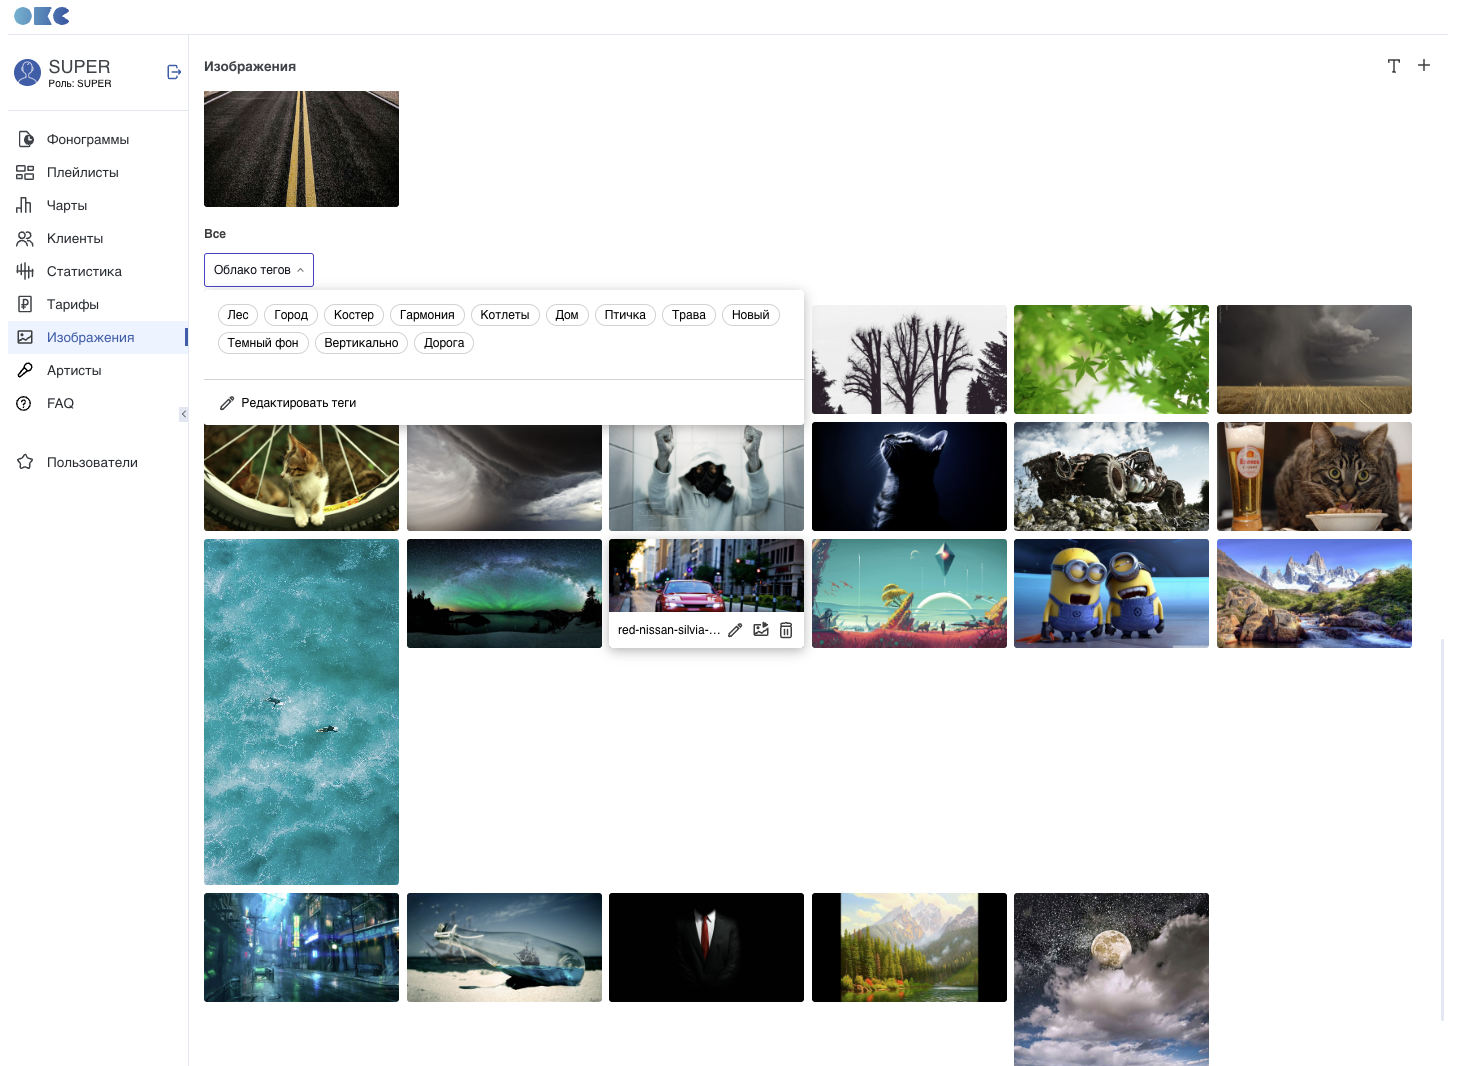 SUPER
Роль: SUPER
Фонограммы
Плейлисты
Чарты
Клиенты
Статистика
Тарифы
Изображения
Артисты
FAQ
Пользователи
Изображения
Все
Облако тегов
Лес Город Костер Гармония Котлеты Дом Птичка Трава Новый
Темный фон Вертикально Дорога
Редактировать теги
red-nissan-silvia-...